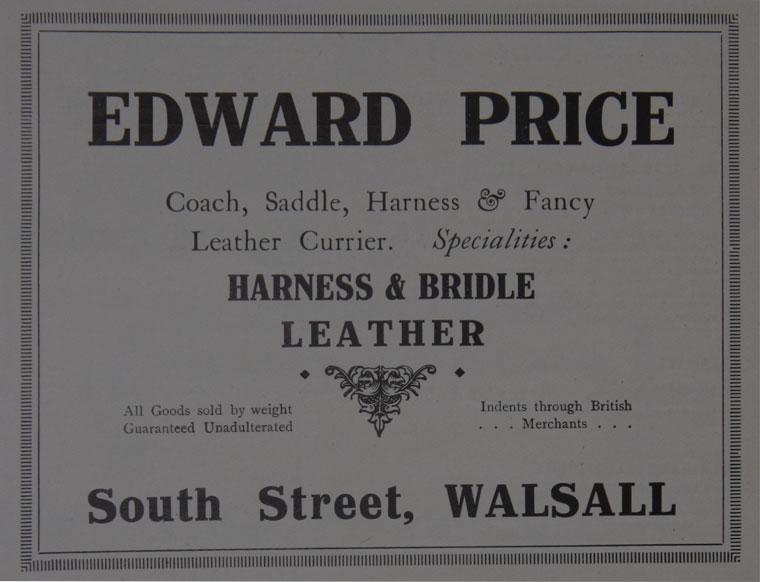 EDWARD PRICE
Coach, Saddle, Harness & Fancy
Leather Currier. Specialities :
HARNESS & BRIDLE
LEATHER
All Goods sold by weight
Guaranteed Unadulterated
Indents through British
. . . Merchants . . .
South Street, WALSALL